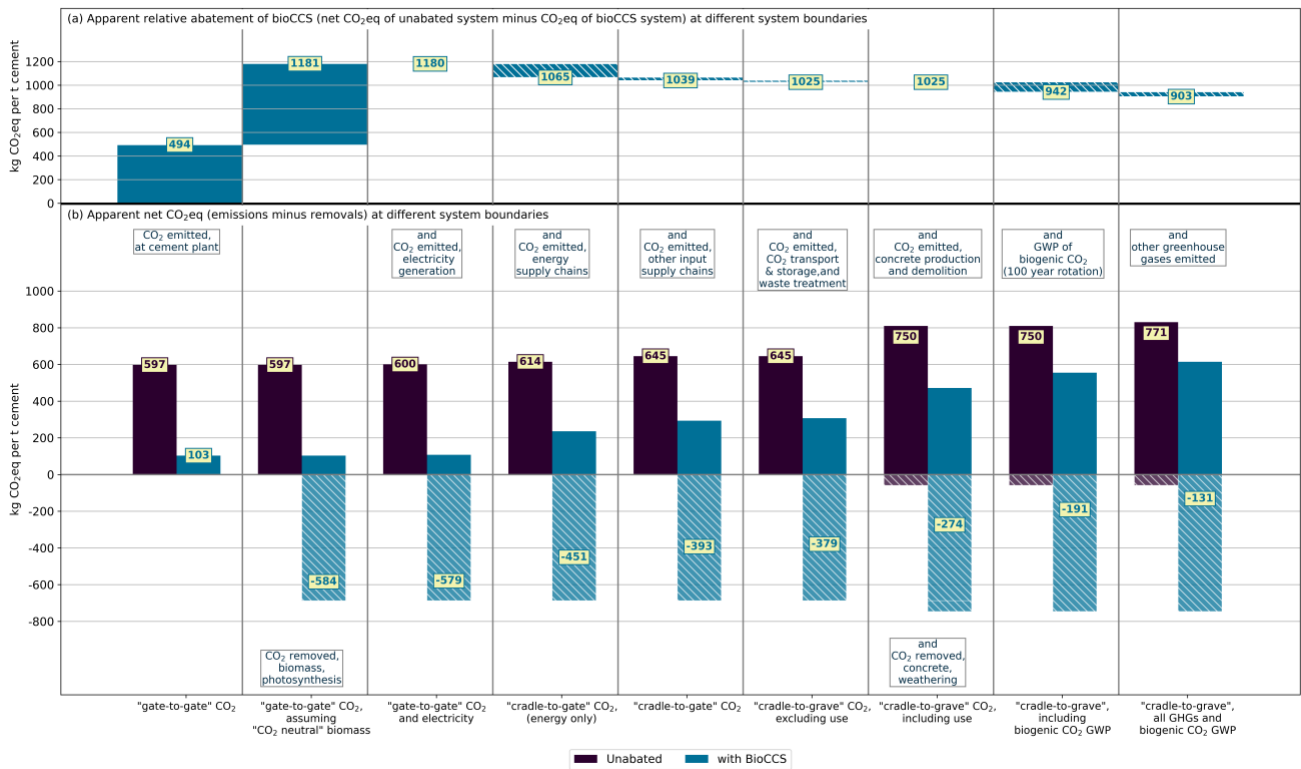 (a) Apparent relative abatement of bioCCS (net CO₂eq of unabated system minus CO₂eq of bioCCS system) at different system boundaries
kg CO₂eq per t cement
1200
1000
800
600
400
200
0
494
1181
1180
1065
1039
1025
1025
942
903
(b) Apparent net CO₂eq (emissions minus removals) at different system boundaries
CO₂ emitted,
at cement plant
and
CO₂ emitted,
electricity
generation
and
CO₂ emitted,
energy
supply chains
and
CO₂ emitted,
other input
supply chains
and
CO₂ emitted,
CO₂ transport
& storage,and
waste treatment
and
CO₂ emitted,
concrete production
and demolition
and
GWP of
biogenic CO₂
(100 year rotation)
and
other greenhouse
gases emitted
kg CO₂eq per t cement
1000
800
600
400
200
0
-200
-400
-600
-800
597
103
597
-584
600
-579
614
-451
645
-393
645
-379
750
-274
750
-191
771
-131
CO₂ removed,
biomass,
photosynthesis
and
CO₂ removed,
concrete,
weathering
"gate-to-gate" CO₂
"gate-to-gate" CO₂,
assuming
"CO₂ neutral" biomass
"gate-to-gate" CO₂
and electricity
"cradle-to-gate" CO₂,
(energy only)
"cradle-to-gate" CO₂
"cradle-to-grave" CO₂,
excluding use
"cradle-to-grave" CO₂,
including use
"cradle-to-grave",
including
biogenic CO₂ GWP
"cradle-to-grave",
all GHGs and
biogenic CO₂ GWP
Unabated
with BioCCS